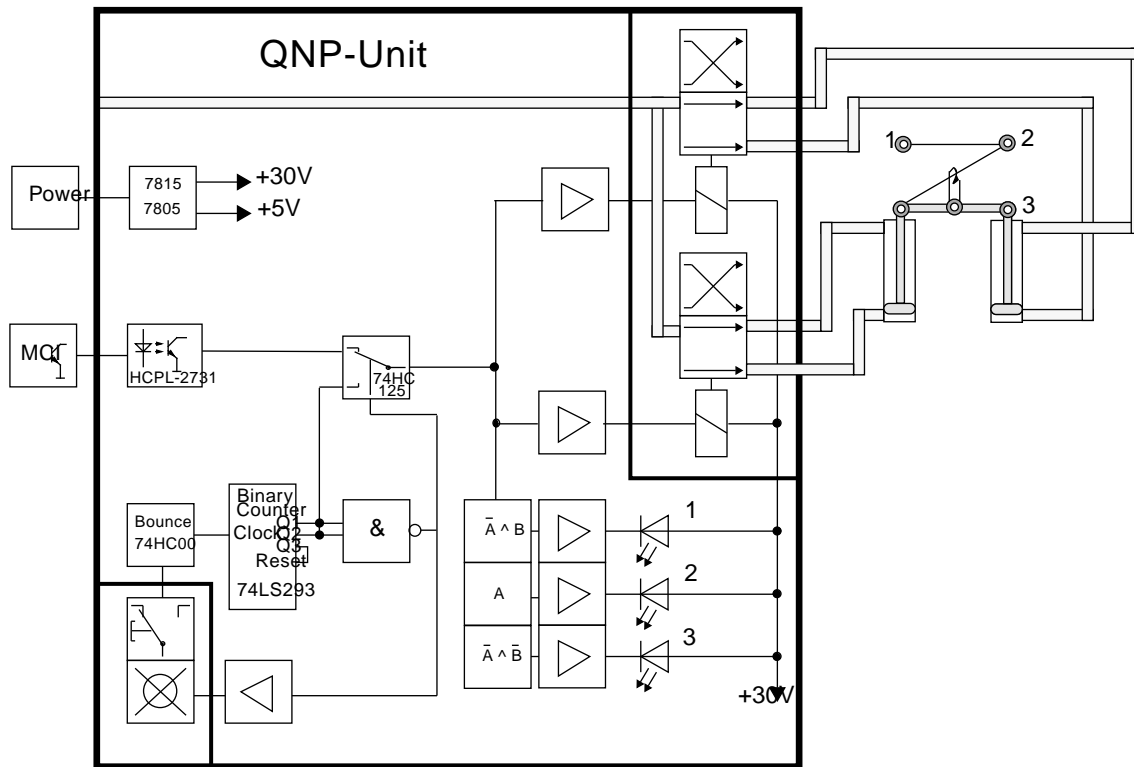 QNP-Unit
1
2
3
Power
7815
7805
+30V
+5V
MCI
HCPL-2731
74HC
125
Bounce
74HC00
Binary
Counter
Q1
Clock
Q2
Q3
Reset
74LS293
&
Ā ^ B
A
Ā ^ B̄
1
2
3
+30V